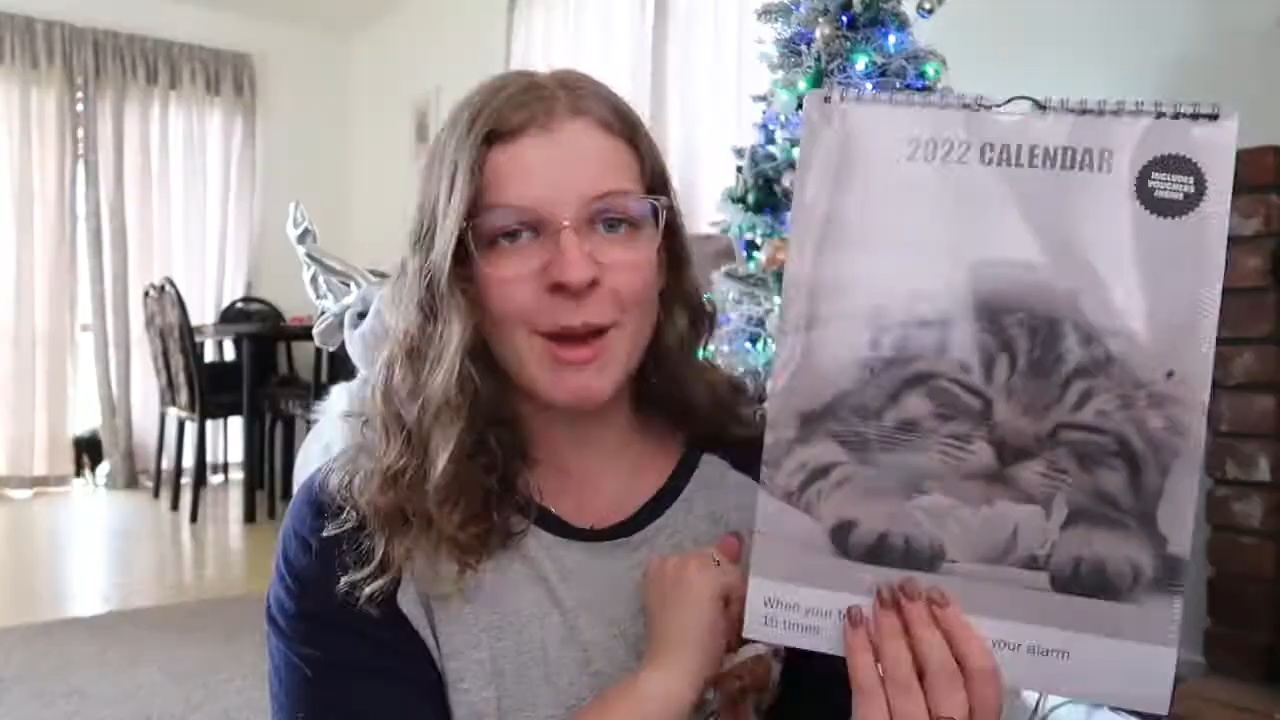 2022 CALENDAR
INCLUDES
VOUCHERS
INSIDE
When your
10 times: your alarm